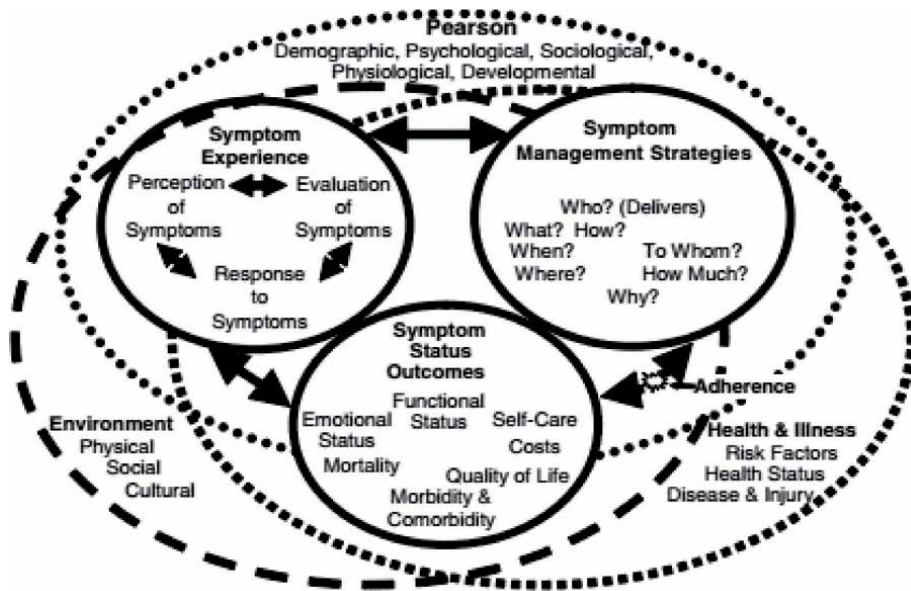 Pearson
Demographic, Psychological, Sociological,
Physiological, Developmental
Symptom
Experience
Perception
of
Symptoms
Evaluation
of
Symptoms
Response
to
Symptoms
Symptom
Management Strategies
Who? (Delivers)
What? How?
When?
To Whom?
Where?
How Much?
Why?
Symptom
Status
Outcomes
Functional
Status
Emotional
Status
Self-Care
Costs
Mortality
Quality of Life
Morbidity &
Comorbidity
Adherence
Environment
Physical
Social
Cultural
Health & Illness
Risk Factors
Health Status
Disease & Injury